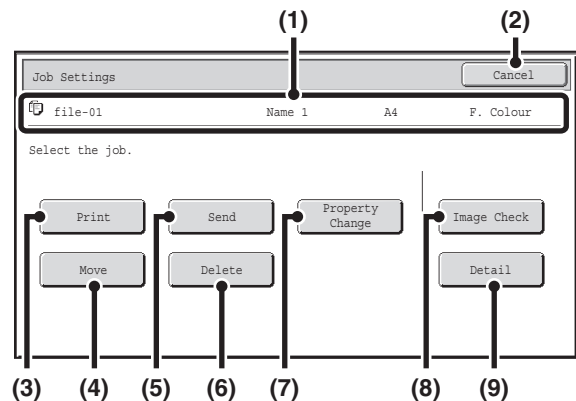 (1) (2)
Job Settings Cancel
file-01 Name 1 A4 F. Colour
Select the job.
Print Send Property Change Image Check
Move Delete Detail
(3) (4) (5) (6) (7) (8) (9)